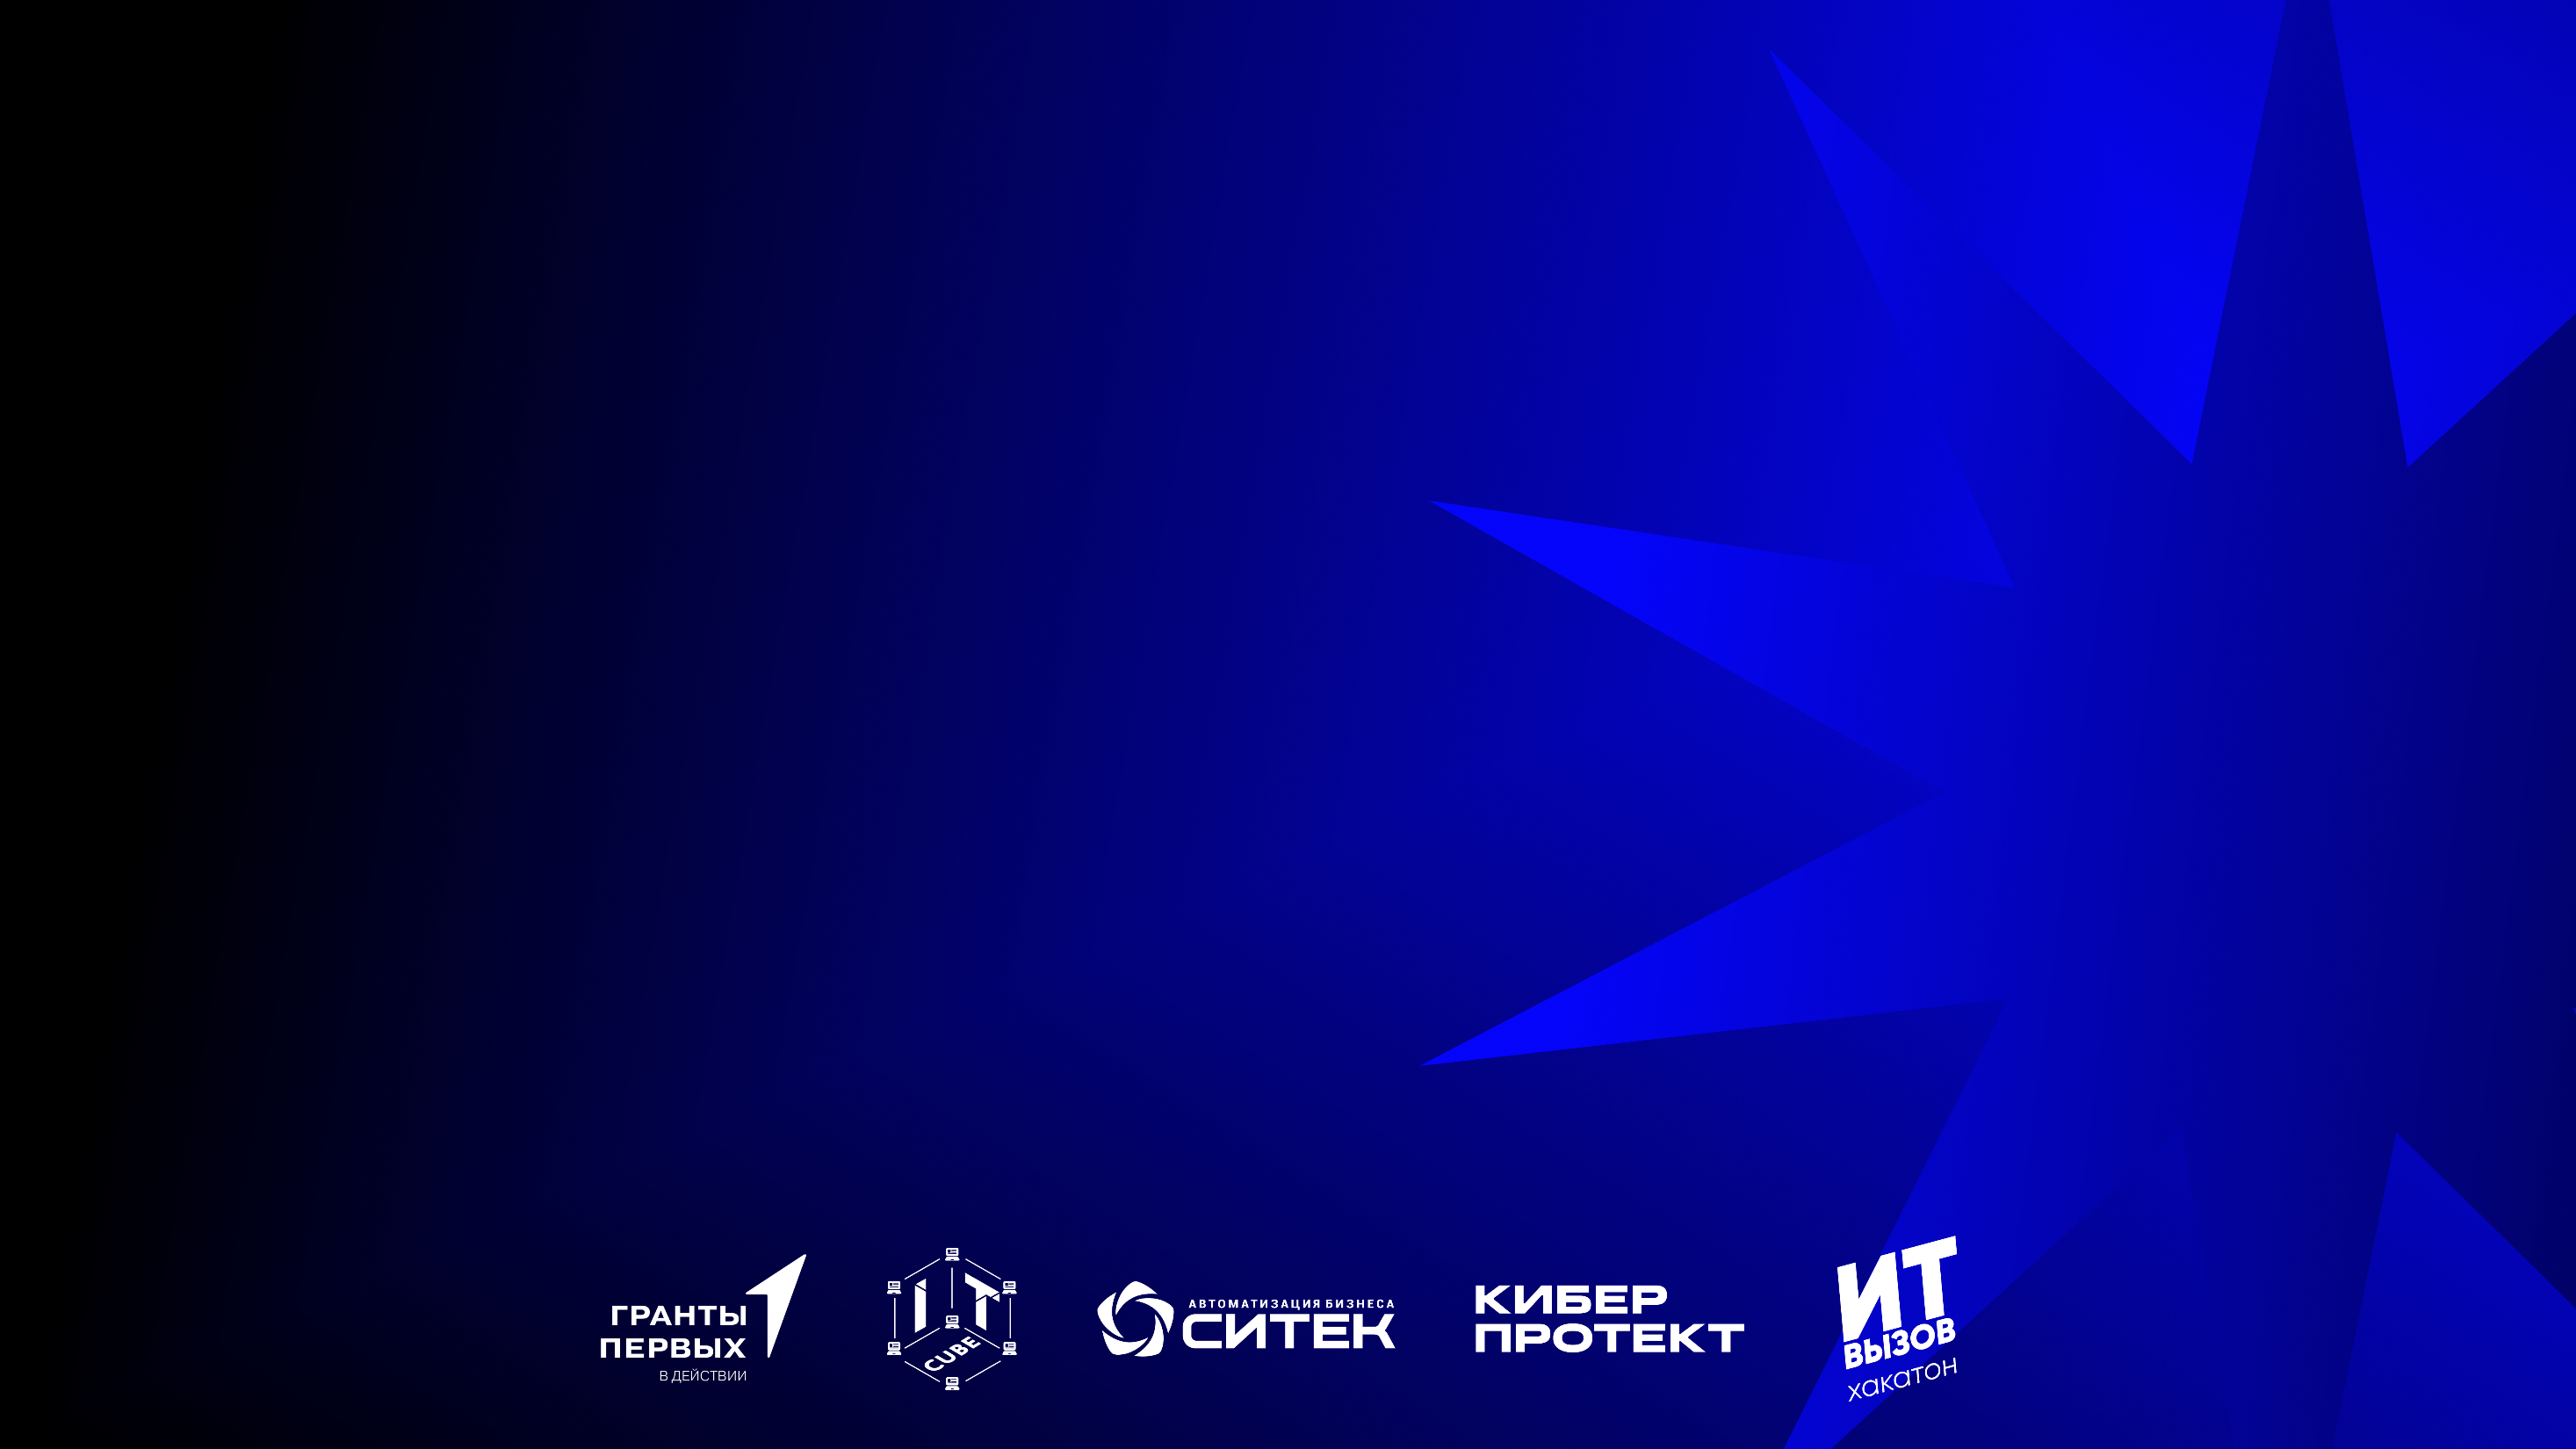 ГРАНТЫ
ПЕРВЫХ
В ДЕЙСТВИИ
IT
CUBE
АВТОМАТИЗАЦИЯ БИЗНЕСА
СИТЕК
КИБЕР
ПРОТЕКТ
ИТ
ВЫЗОВ
хакатон